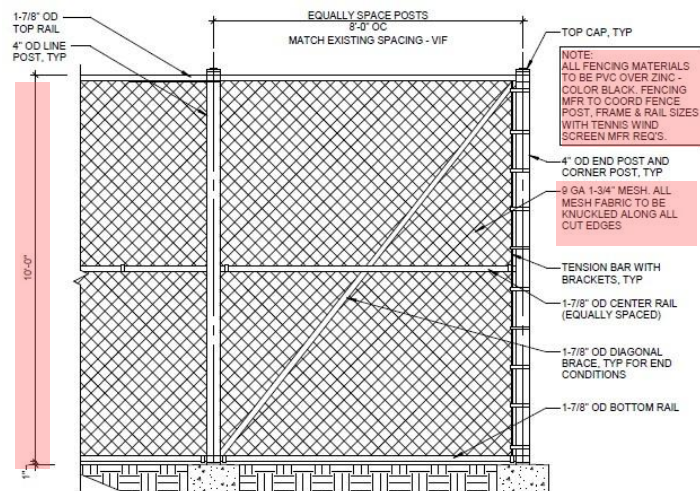 1-7/8" OD
TOP RAIL
4" OD LINE
POST, TYP
EQUALLY SPACE POSTS
8'-0" OC
MATCH EXISTING SPACING - VIF
TOP CAP, TYP
NOTE:
ALL FENCING MATERIALS
TO BE PVC OVER ZINC -
COLOR BLACK. FENCING
MFR TO COORD FENCE
POST, FRAME & RAIL SIZES
WITH TENNIS WIND
SCREEN MFR REQ'S.
4" OD END POST AND
CORNER POST, TYP
9 GA 1-3/4" MESH. ALL
MESH FABRIC TO BE
KNUCKLED ALONG ALL
CUT EDGES
10'-0"
TENSION BAR WITH
BRACKETS, TYP
1-7/8" OD CENTER RAIL
(EQUALLY SPACED)
1-7/8" OD DIAGONAL
BRACE, TYP FOR END
CONDITIONS
1-7/8" OD BOTTOM RAIL
1"